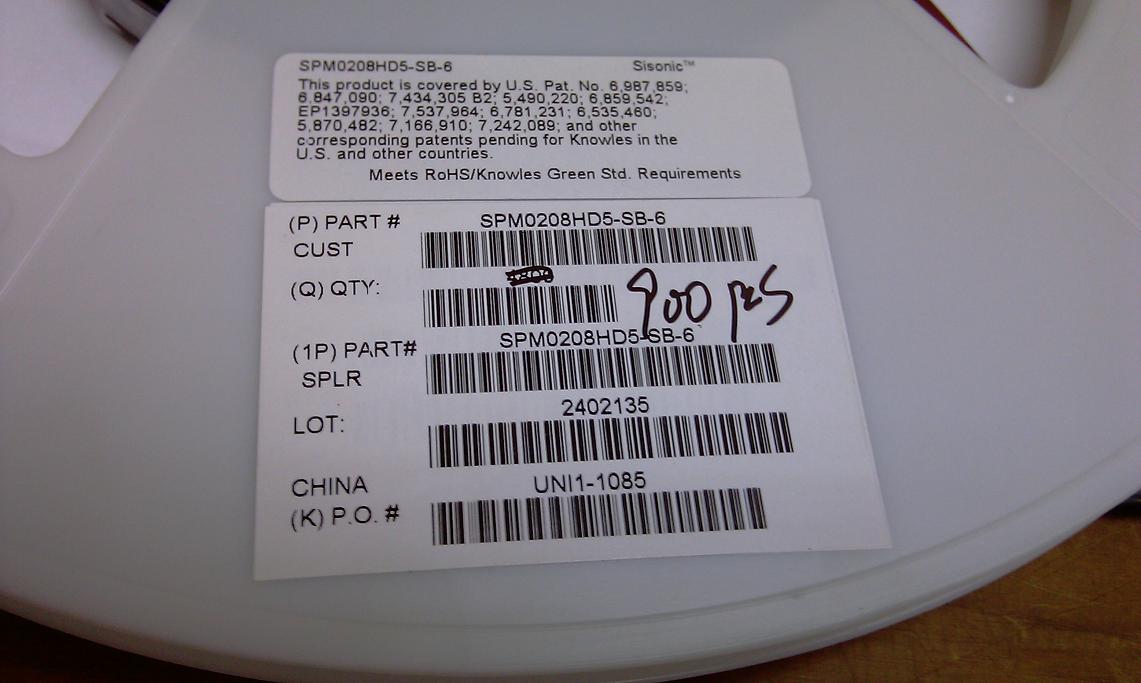 SPM0208HD5-SB-6 Sisonic™
This product is covered by U.S. Pat. No. 6,987,859;
6,847,090; 7,434,305 B2; 5,490,220; 6,859,542;
EP1397936; 7,537,964; 6,781,231; 6,535,460;
5,870,482; 7,166,910; 7,242,089; and other
corresponding patents pending for Knowles in the
U.S. and other countries.
Meets RoHS/Knowles Green Std. Requirements
(P) PART # SPM0208HD5-SB-6
CUST
(Q) QTY: 900 pcs
(1P) PART# SPM0208HD5-SB-6
SPLR
LOT: 2402135
CHINA UNI1-1085
(K) P.O. #